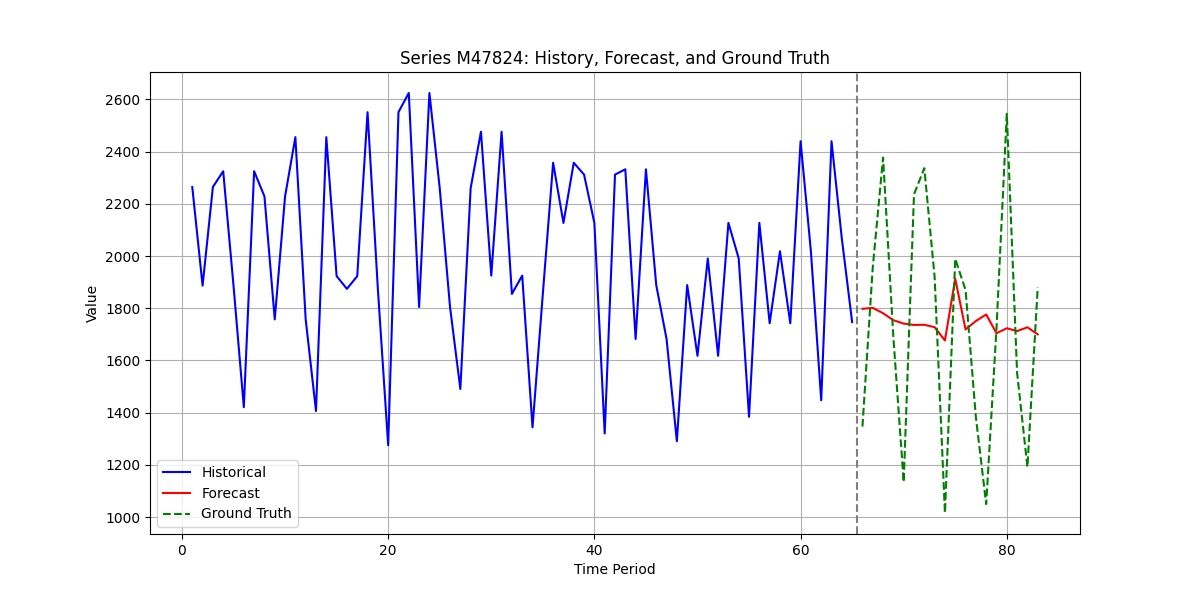 Series M47824: History, Forecast, and Ground Truth
Value
2600
2400
2200
2000
1800
1600
1400
1200
1000
Historical
Forecast
Ground Truth
0 20 40 60 80
Time Period